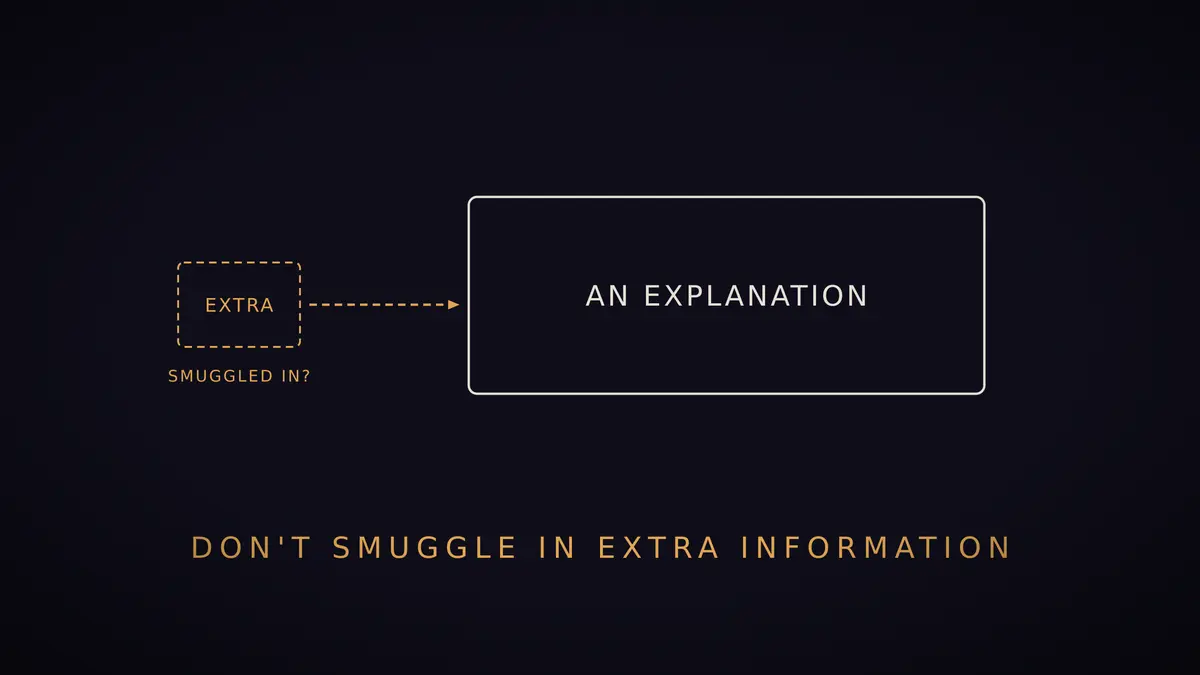 AN EXPLANATION
EXTRA
SMUGGLED IN?
DON'T SMUGGLE IN EXTRA INFORMATION